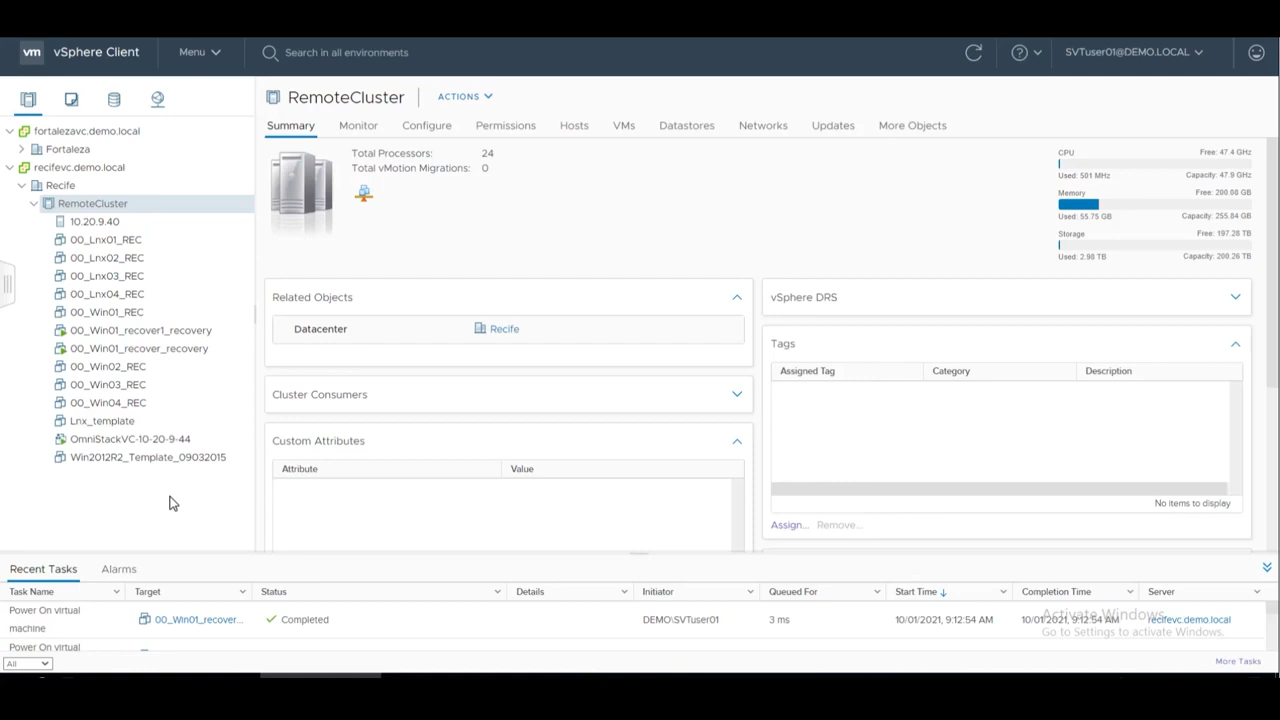 vm vSphere Client Menu Search in all environments SVTuser01@DEMO.LOCAL
RemoteCluster ACTIONS
Summary Monitor Configure Permissions Hosts VMs Datastores Networks Updates More Objects
fortalezavc.demo.local
Fortaleza
recifevc.demo.local
Recife
RemoteCluster
10.20.9.40
00_Lnx01_REC
00_Lnx02_REC
00_Lnx03_REC
00_Lnx04_REC
00_Win01_REC
00_Win01_recover1_recovery
00_Win01_recover_recovery
00_Win02_REC
00_Win03_REC
00_Win04_REC
Lnx_template
OmniStackVC-10-20-9-44
Win2012R2_Template_09032015
Total Processors: 24
Total vMotion Migrations: 0
CPU Free: 47.4 GHz
Used: 501 MHz Capacity: 47.9 GHz
Memory Free: 200.08 GB
Used: 55.75 GB Capacity: 255.84 GB
Storage Free: 197.28 TB
Used: 2.98 TB Capacity: 200.26 TB
Related Objects
Datacenter Recife
Cluster Consumers
Custom Attributes
Attribute Value
vSphere DRS
Tags
Assigned Tag Category Description
No items to display
Assign... Remove...
Recent Tasks Alarms
Task Name Target Status Details Initiator Queued For Start Time Completion Time Server
Power On virtual
machine
00_Win01_recover... Completed DEMO\SVTuser01 3 ms 10/01/2021, 9:12:54 AM 10/01/2021, 9:12:54 AM recifevc.demo.local
Power On virtual
Activate Windows
Go to Settings to activate Windows.
All More Tasks